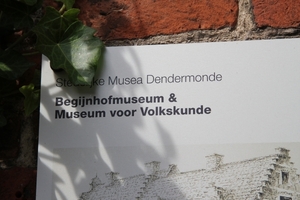 Musea Dendermonde
Begijnhofmuseum &
Museum voor Volkskunde